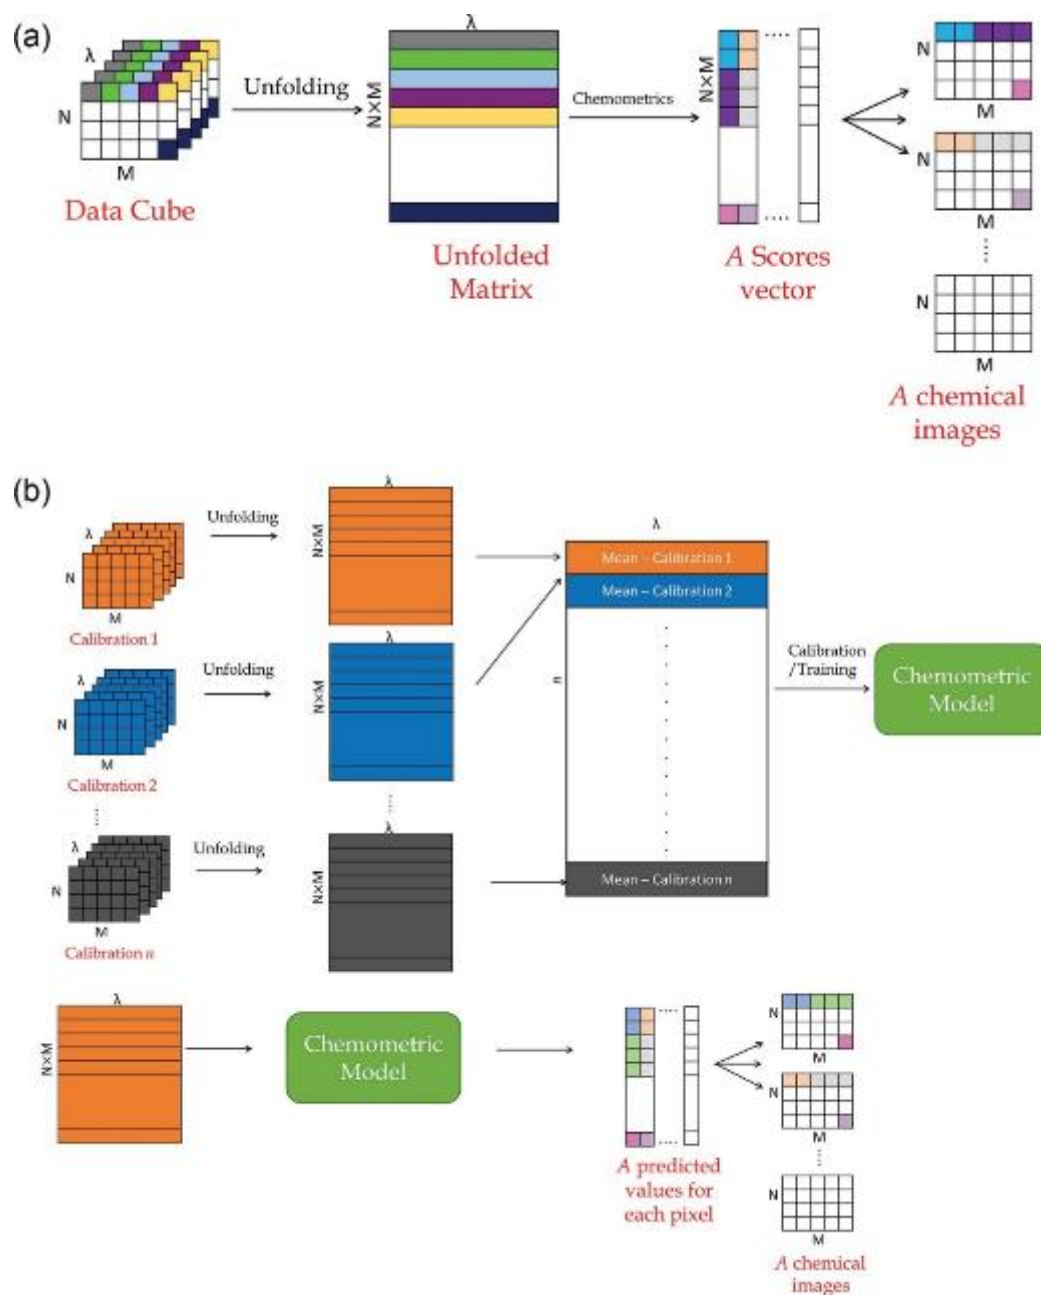 (a)
λ
N
M
Data Cube
Unfolding
λ
N×M
Unfolded
Matrix
Chemometrics
N×M
....
....
A Scores
vector
N
M
N
M
N
M
A chemical
images
(b)
λ
N
M
Calibration 1
Unfolding
λ
N×M
λ
N
M
Calibration 2
Unfolding
λ
N×M
λ
N
M
Calibration n
Unfolding
λ
N×M
λ
n
Mean – Calibration 1
Mean – Calibration 2
Mean – Calibration n
Calibration
/Training
Chemometric
Model
λ
N×M
Chemometric
Model
....
....
A predicted
values for
each pixel
N
M
N
M
N
M
A chemical
images